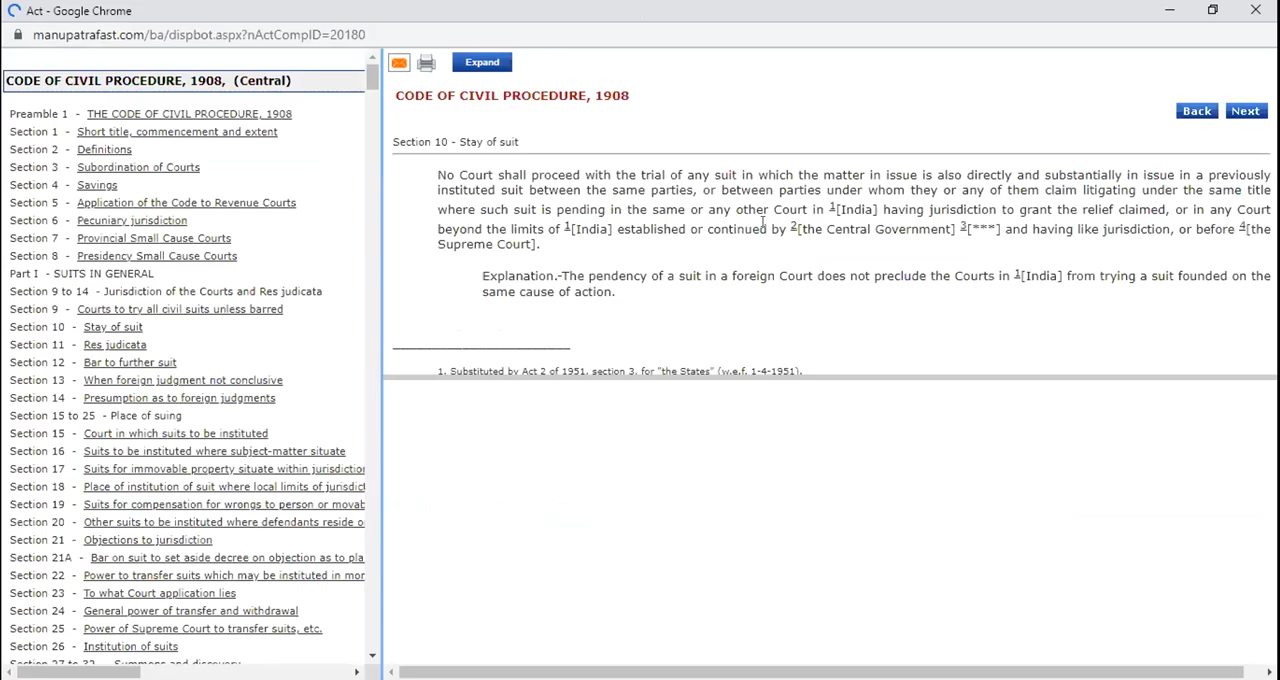 Act - Google Chrome
manupatrafast.com/ba/dispbot.aspx?nActCompID=20180
CODE OF CIVIL PROCEDURE, 1908, (Central)
Preamble 1 - THE CODE OF CIVIL PROCEDURE, 1908
Section 1 - Short title, commencement and extent
Section 2 - Definitions
Section 3 - Subordination of Courts
Section 4 - Savings
Section 5 - Application of the Code to Revenue Courts
Section 6 - Pecuniary jurisdiction
Section 7 - Provincial Small Cause Courts
Section 8 - Presidency Small Cause Courts
Part I - SUITS IN GENERAL
Section 9 to 14 - Jurisdiction of the Courts and Res judicata
Section 9 - Courts to try all civil suits unless barred
Section 10 - Stay of suit
Section 11 - Res judicata
Section 12 - Bar to further suit
Section 13 - When foreign judgment not conclusive
Section 14 - Presumption as to foreign judgments
Section 15 to 25 - Place of suing
Section 15 - Court in which suits to be instituted
Section 16 - Suits to be instituted where subject-matter situate
Section 17 - Suits for immovable property situate within jurisdiction
Section 18 - Place of institution of suit where local limits of jurisdict
Section 19 - Suits for compensation for wrongs to person or movab
Section 20 - Other suits to be instituted where defendants reside o
Section 21 - Objections to jurisdiction
Section 21A - Bar on suit to set aside decree on objection as to pla
Section 22 - Power to transfer suits which may be instituted in mor
Section 23 - To what Court application lies
Section 24 - General power of transfer and withdrawal
Section 25 - Power of Supreme Court to transfer suits, etc.
Section 26 - Institution of suits
Section 27 to 32 - Summons and discovery
Expand
CODE OF CIVIL PROCEDURE, 1908
Back Next
Section 10 - Stay of suit
No Court shall proceed with the trial of any suit in which the matter in issue is also directly and substantially in issue in a previously
instituted suit between the same parties, or between parties under whom they or any of them claim litigating under the same title
where such suit is pending in the same or any other Court in 1[India] having jurisdiction to grant the relief claimed, or in any Court
beyond the limits of 1[India] established or continued by 2[the Central Government] 3[***] and having like jurisdiction, or before 4[the
Supreme Court].
Explanation.-The pendency of a suit in a foreign Court does not preclude the Courts in 1[India] from trying a suit founded on the
same cause of action.
1. Substituted by Act 2 of 1951, section 3, for "the States" (w.e.f. 1-4-1951).